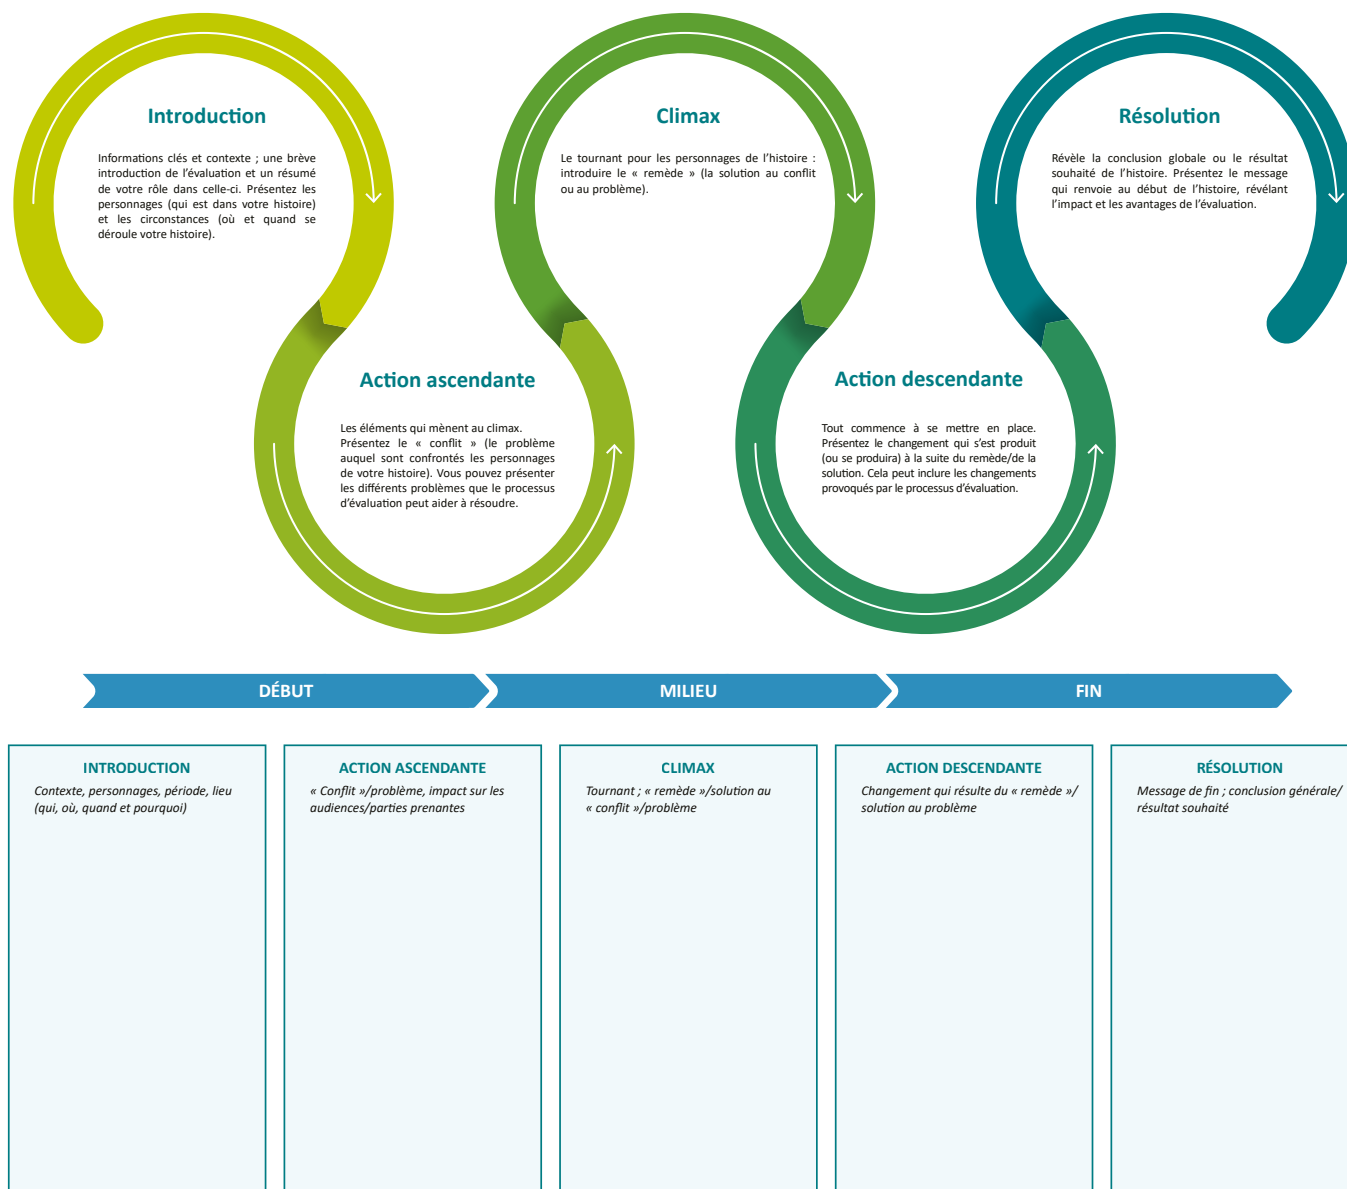 Introduction
Informations clés et contexte ; une brève
introduction de l’évaluation et un résumé
de votre rôle dans celle-ci. Présentez les
personnages (qui est dans votre histoire)
et les circonstances (où et quand se
déroule votre histoire).
Action ascendante
Les éléments qui mènent au climax.
Présentez le « conflit » (le problème
auquel sont confrontés les personnages
de votre histoire). Vous pouvez présenter
les différents problèmes que le processus
d’évaluation peut aider à résoudre.
Climax
Le tournant pour les personnages de l’histoire :
introduire le « remède » (la solution au conflit
ou au problème).
Action descendante
Tout commence à se mettre en place.
Présentez le changement qui s’est produit
(ou se produira) à la suite du remède/de la
solution. Cela peut inclure les changements
provoqués par le processus d’évaluation.
Résolution
Révèle la conclusion globale ou le résultat
souhaité de l’histoire. Présentez le message
qui renvoie au début de l’histoire, révélant
l’impact et les avantages de l’évaluation.
DÉBUT
MILIEU
FIN
INTRODUCTION
Contexte, personnages, période, lieu
(qui, où, quand et pourquoi)
ACTION ASCENDANTE
« Conflit »/problème, impact sur les
audiences/parties prenantes
CLIMAX
Tournant ; « remède »/solution au
« conflit »/problème
ACTION DESCENDANTE
Changement qui résulte du « remède »/
solution au problème
RÉSOLUTION
Message de fin ; conclusion générale/
résultat souhaité